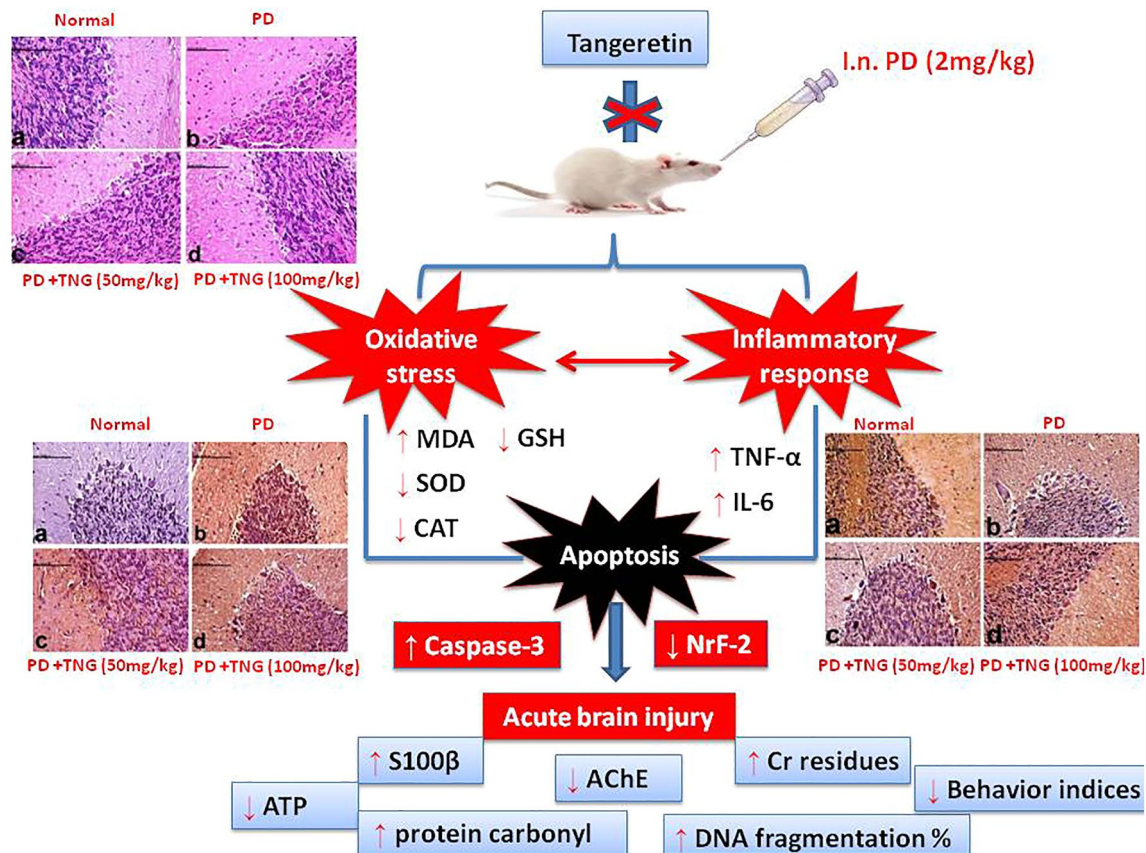 Normal
PD
a
b
c
d
PD +TNG (50mg/kg)
PD +TNG (100mg/kg)
Tangeretin
I.n. PD (2mg/kg)
Oxidative
stress
Inflammatory
response
↑ MDA
↓ GSH
↓ SOD
↓ CAT
↑ TNF-α
↑ IL-6
Normal
PD
a
b
c
d
PD +TNG (50mg/kg)
PD +TNG (100mg/kg)
Apoptosis
Normal
PD
a
b
c
d
PD +TNG (50mg/kg)
PD +TNG (100mg/kg]
↑ Caspase-3
↓ NrF-2
Acute brain injury
↑ S100β
↓ AChE
↑ Cr residues
↓ ATP
↓ Behavior indices
↑ protein carbonyl
↑ DNA fragmentation %